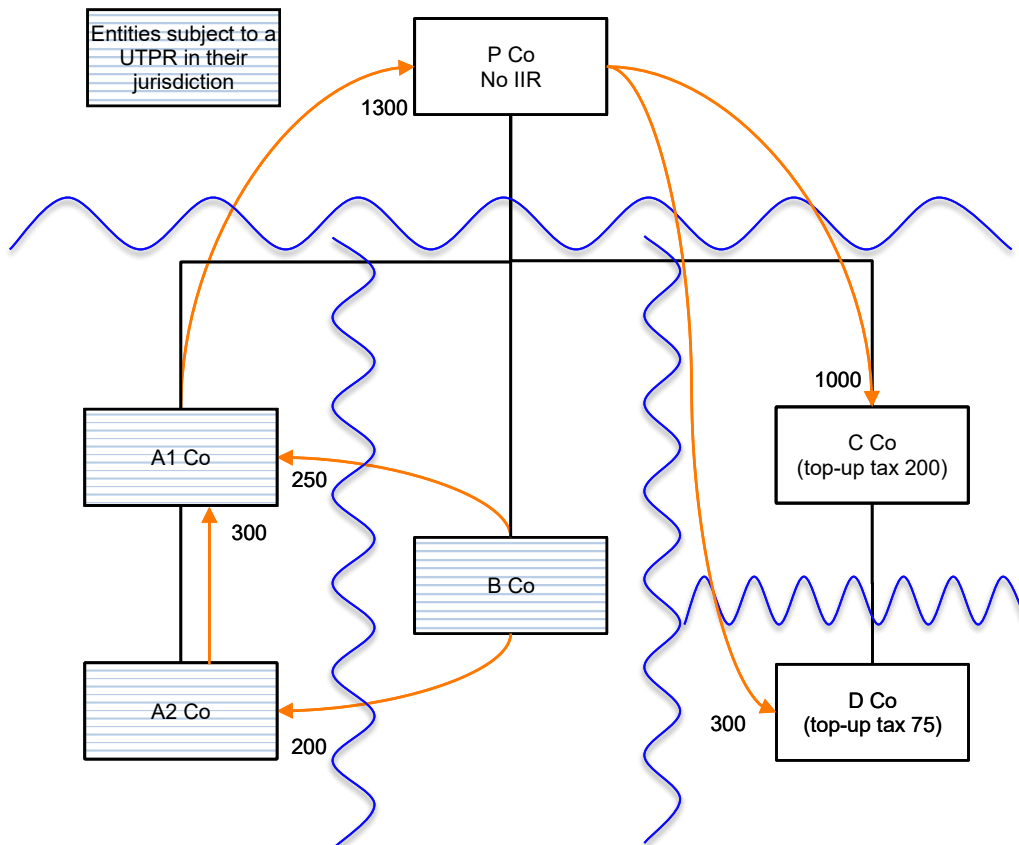 Entities subject to a
UTPR in their
jurisdiction
P Co
No IIR
1300
1000
A1 Co
250
C Co
(top-up tax 200)
300
B Co
A2 Co
200
300
D Co
(top-up tax 75)